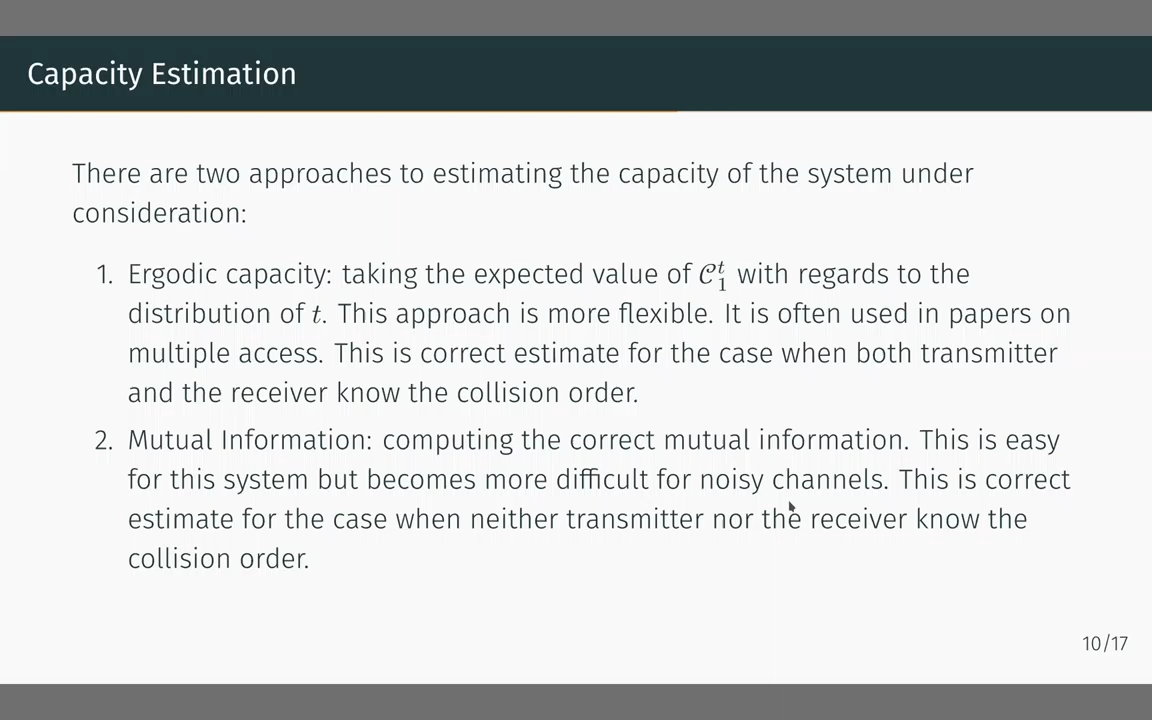 Capacity Estimation
There are two approaches to estimating the capacity of the system under
consideration:
1. Ergodic capacity: taking the expected value of $\mathcal{C}_1^t$ with regards to the
distribution of $t$. This approach is more flexible. It is often used in papers on
multiple access. This is correct estimate for the case when both transmitter
and the receiver know the collision order.
2. Mutual Information: computing the correct mutual information. This is easy
for this system but becomes more difficult for noisy channels. This is correct
estimate for the case when neither transmitter nor the receiver know the
collision order.
10/17